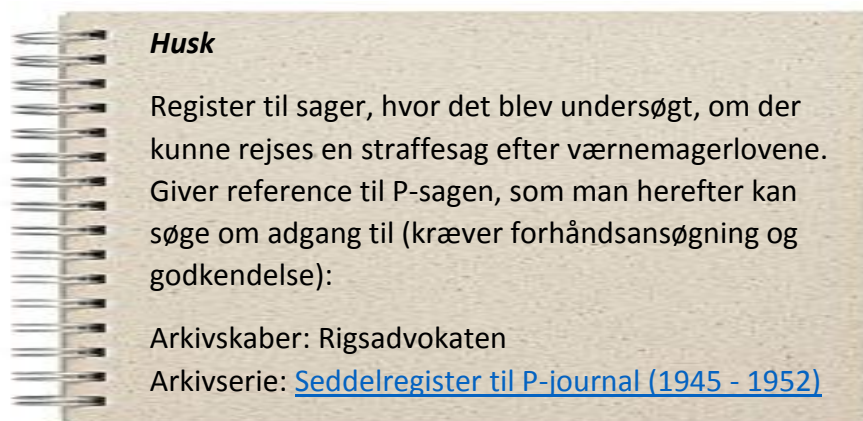 Husk
Register til sager, hvor det blev undersøgt, om der
kunne rejses en straffesag efter værnemagerlovene.
Giver reference til P-sagen, som man herefter kan
søge om adgang til (kræver forhåndsansøgning og
godkendelse):
Arkivskaber: Rigsadvokaten
Arkivserie: Seddelregister til P-journal (1945 - 1952)